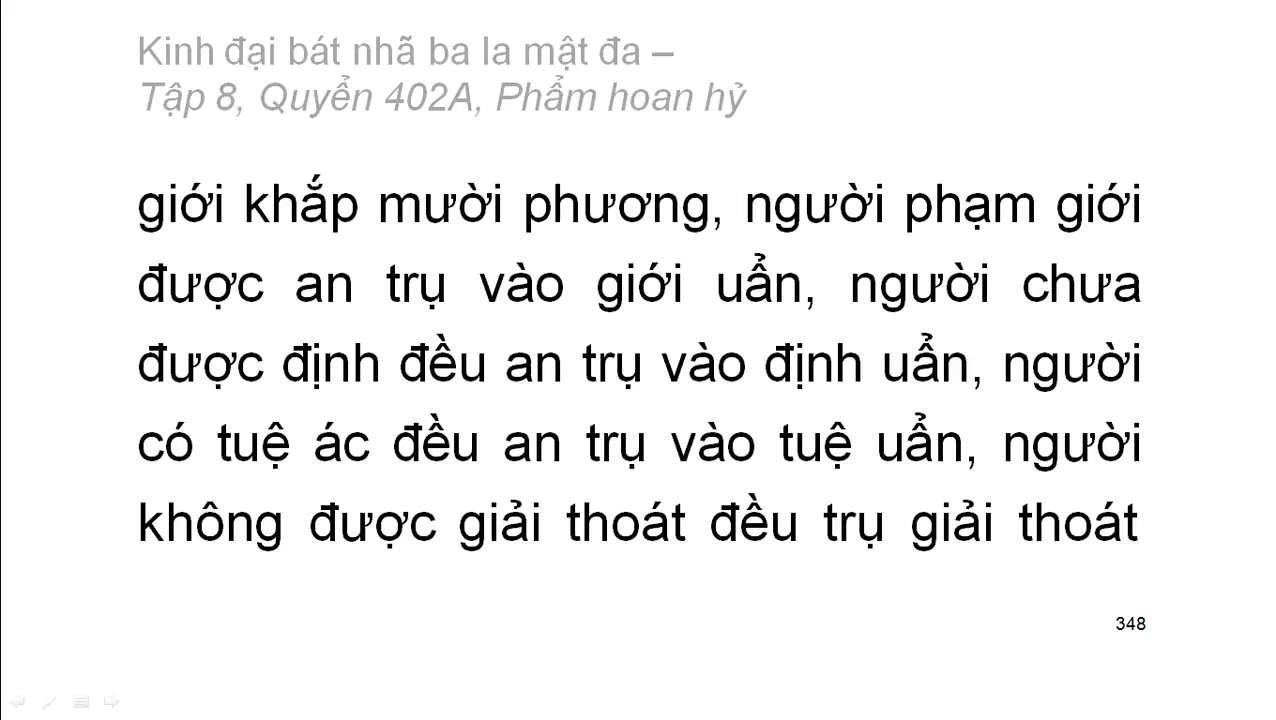 Kinh đại bát nhã ba la mật đa –
Tập 8, Quyển 402A, Phẩm hoan hỷ
giới khắp mười phương, người phạm giới
được an trụ vào giới uẩn, người chưa
được định đều an trụ vào định uẩn, người
có tuệ ác đều an trụ vào tuệ uẩn, người
không được giải thoát đều trụ giải thoát
348